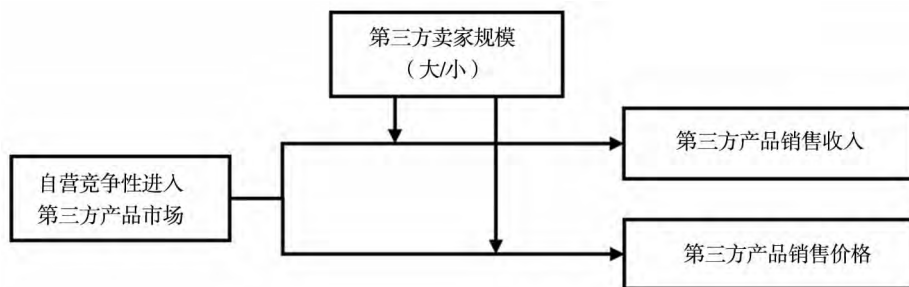 第三方卖家规模
（大/小）
第三方产品销售收入
自营竞争性进入
第三方产品市场
第三方产品销售价格